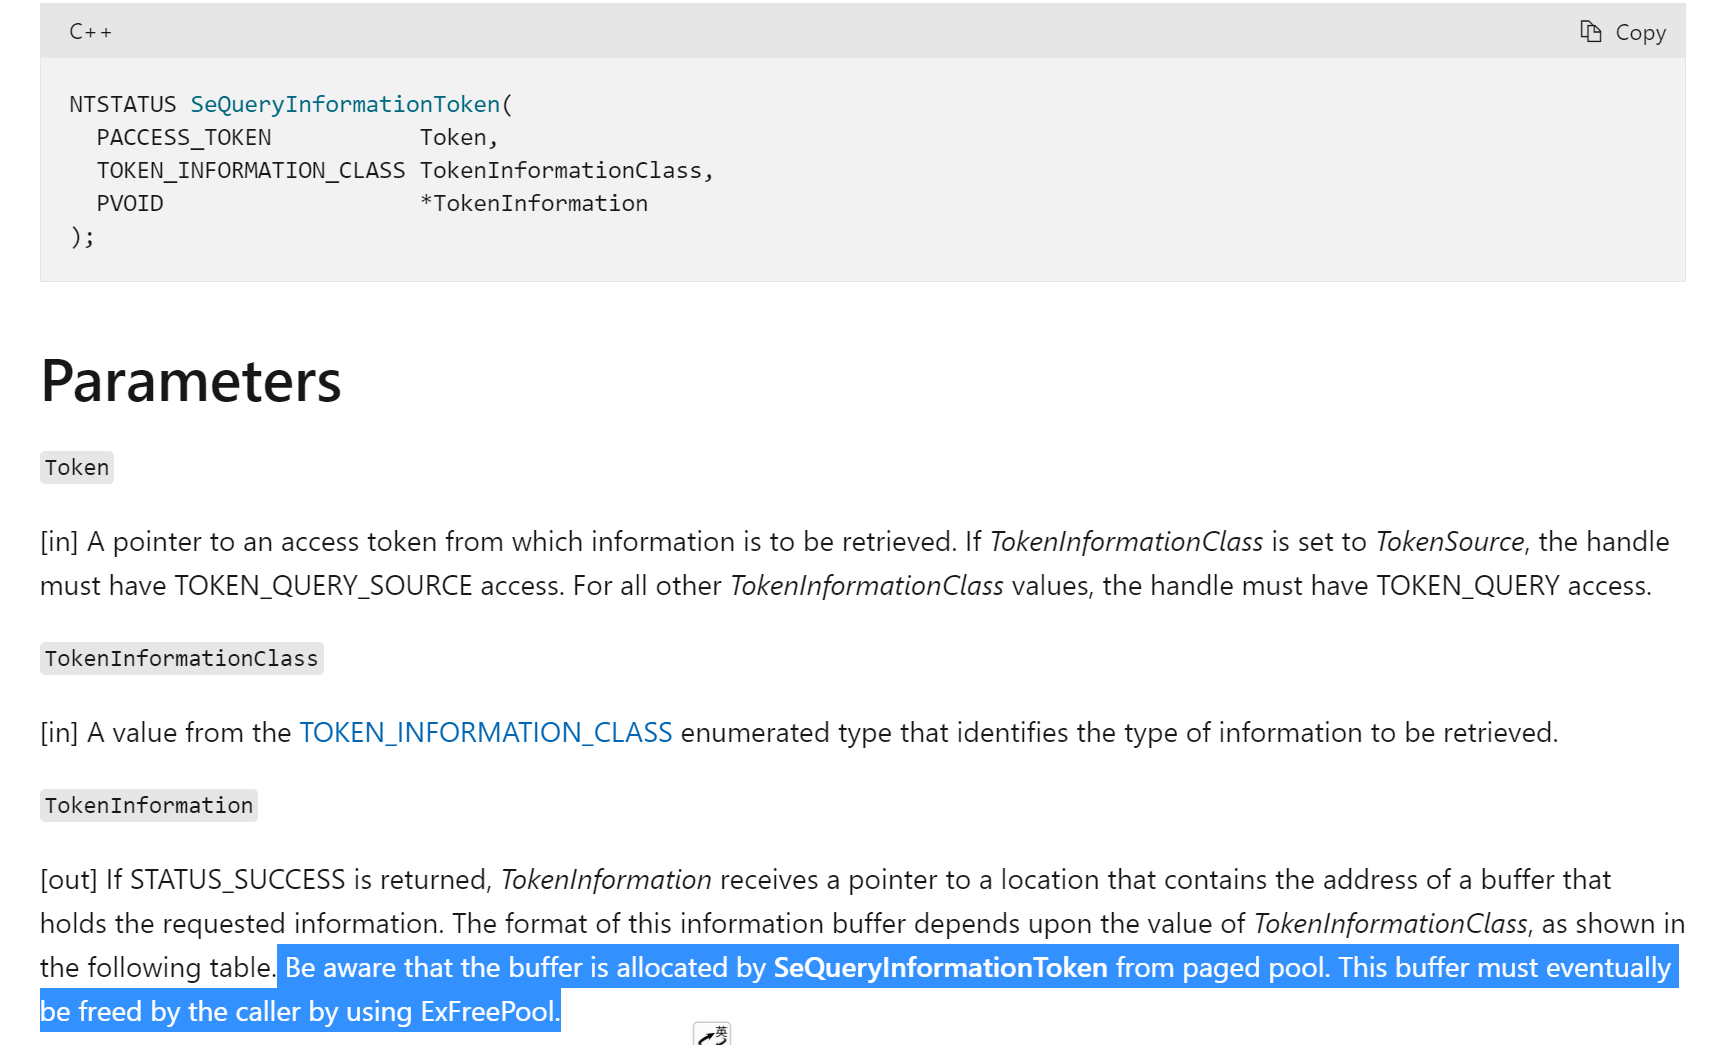 C++
Copy
NTSTATUS SeQueryInformationToken(
  PACCESS_TOKEN           Token,
  TOKEN_INFORMATION_CLASS TokenInformationClass,
  PVOID                   *TokenInformation
);
Parameters
Token
[in] A pointer to an access token from which information is to be retrieved. If TokenInformationClass is set to TokenSource, the handle
must have TOKEN_QUERY_SOURCE access. For all other TokenInformationClass values, the handle must have TOKEN_QUERY access.
TokenInformationClass
[in] A value from the TOKEN_INFORMATION_CLASS enumerated type that identifies the type of information to be retrieved.
TokenInformation
[out] If STATUS_SUCCESS is returned, TokenInformation receives a pointer to a location that contains the address of a buffer that
holds the requested information. The format of this information buffer depends upon the value of TokenInformationClass, as shown in
the following table. Be aware that the buffer is allocated by SeQueryInformationToken from paged pool. This buffer must eventually
be freed by the caller by using ExFreePool.
英